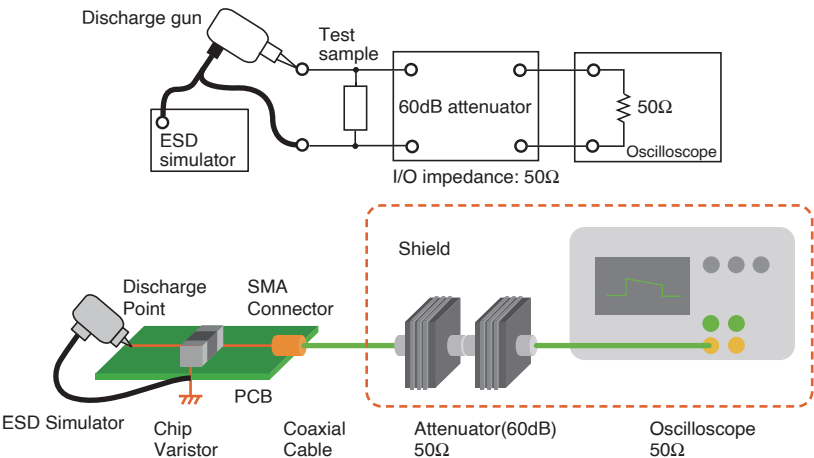 Discharge gun
Test
sample
60dB attenuator
50Ω
ESD
simulator
Oscilloscope
I/O impedance: 50Ω
Shield
Discharge
Point
SMA
Connector
PCB
ESD Simulator
Chip
Varistor
Coaxial
Cable
Attenuator(60dB)
50Ω
Oscilloscope
50Ω